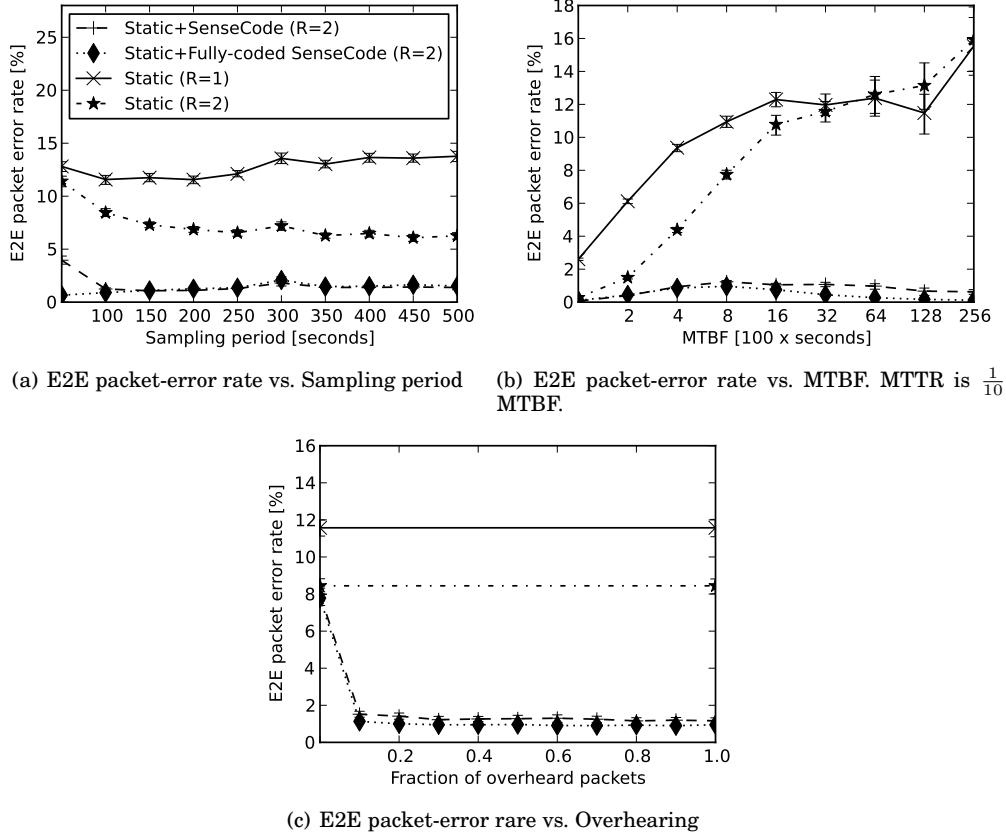 E2E packet error rate [%]
25
20
15
10
5
0
Static+SenseCode (R=2)
Static+Fully-coded SenseCode (R=2)
Static (R=1)
Static (R=2)
100 150 200 250 300 350 400 450 500
Sampling period [seconds]
(a) E2E packet-error rate vs. Sampling period
E2E packet error rate [%]
18
16
14
12
10
8
6
4
2
0
2 4 8 16 32 64 128 256
MTBF [100 x seconds]
(b) E2E packet-error rate vs. MTBF. MTTR is 1/10
MTBF.
E2E packet error rate [%]
16
14
12
10
8
6
4
2
0
0.2 0.4 0.6 0.8 1.0
Fraction of overheard packets
(c) E2E packet-error rare vs. Overhearing